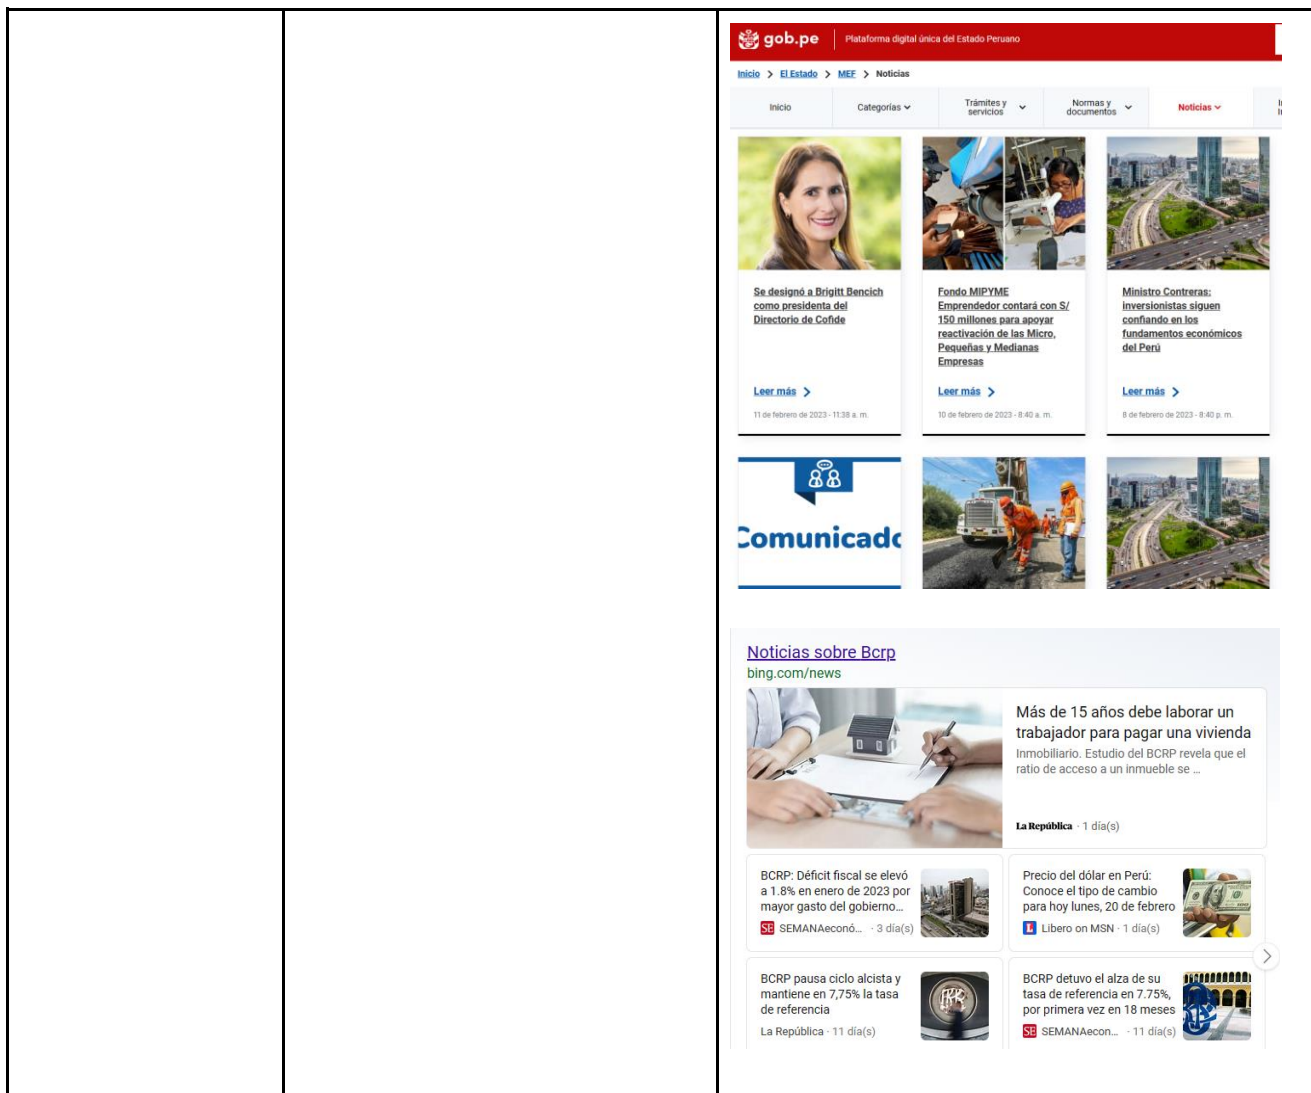 gob.pe
Plataforma digital única del Estado Peruano
Inicio > El Estado > MEF > Noticias
Inicio
Categorías
Trámites y
servicios
Normas y
documentos
Noticias
Se designó a Brigitt Bencich
como presidenta del
Directorio de Cofide
Leer más
11 de febrero de 2023 - 11:38 a. m.
Fondo MIPYME
Emprendedor contará con S/
150 millones para apoyar
reactivación de las Micro,
Pequeñas y Medianas
Empresas
Leer más
10 de febrero de 2023 - 8:40 a. m.
Ministro Contreras:
inversionistas siguen
confiando en los
fundamentos económicos
del Perú
Leer más
8 de febrero de 2023 - 8:40 p. m.
Comunicado
Noticias sobre Bcrp
bing.com/news
Más de 15 años debe laborar un
trabajador para pagar una vivienda
Inmobiliario. Estudio del BCRP revela que el
ratio de acceso a un inmueble se ...
La República · 1 día(s)
BCRP: Déficit fiscal se elevó
a 1.8% en enero de 2023 por
mayor gasto del gobierno...
SE SEMANAeconó... · 3 día(s)
Precio del dólar en Perú:
Conoce el tipo de cambio
para hoy lunes, 20 de febrero
L Libero on MSN · 1 día(s)
BCRP pausa ciclo alcista y
mantiene en 7,75% la tasa
de referencia
La República · 11 día(s)
BCRP detuvo el alza de su
tasa de referencia en 7.75%,
por primera vez en 18 meses
SE SEMANAecon... · 11 día(s)